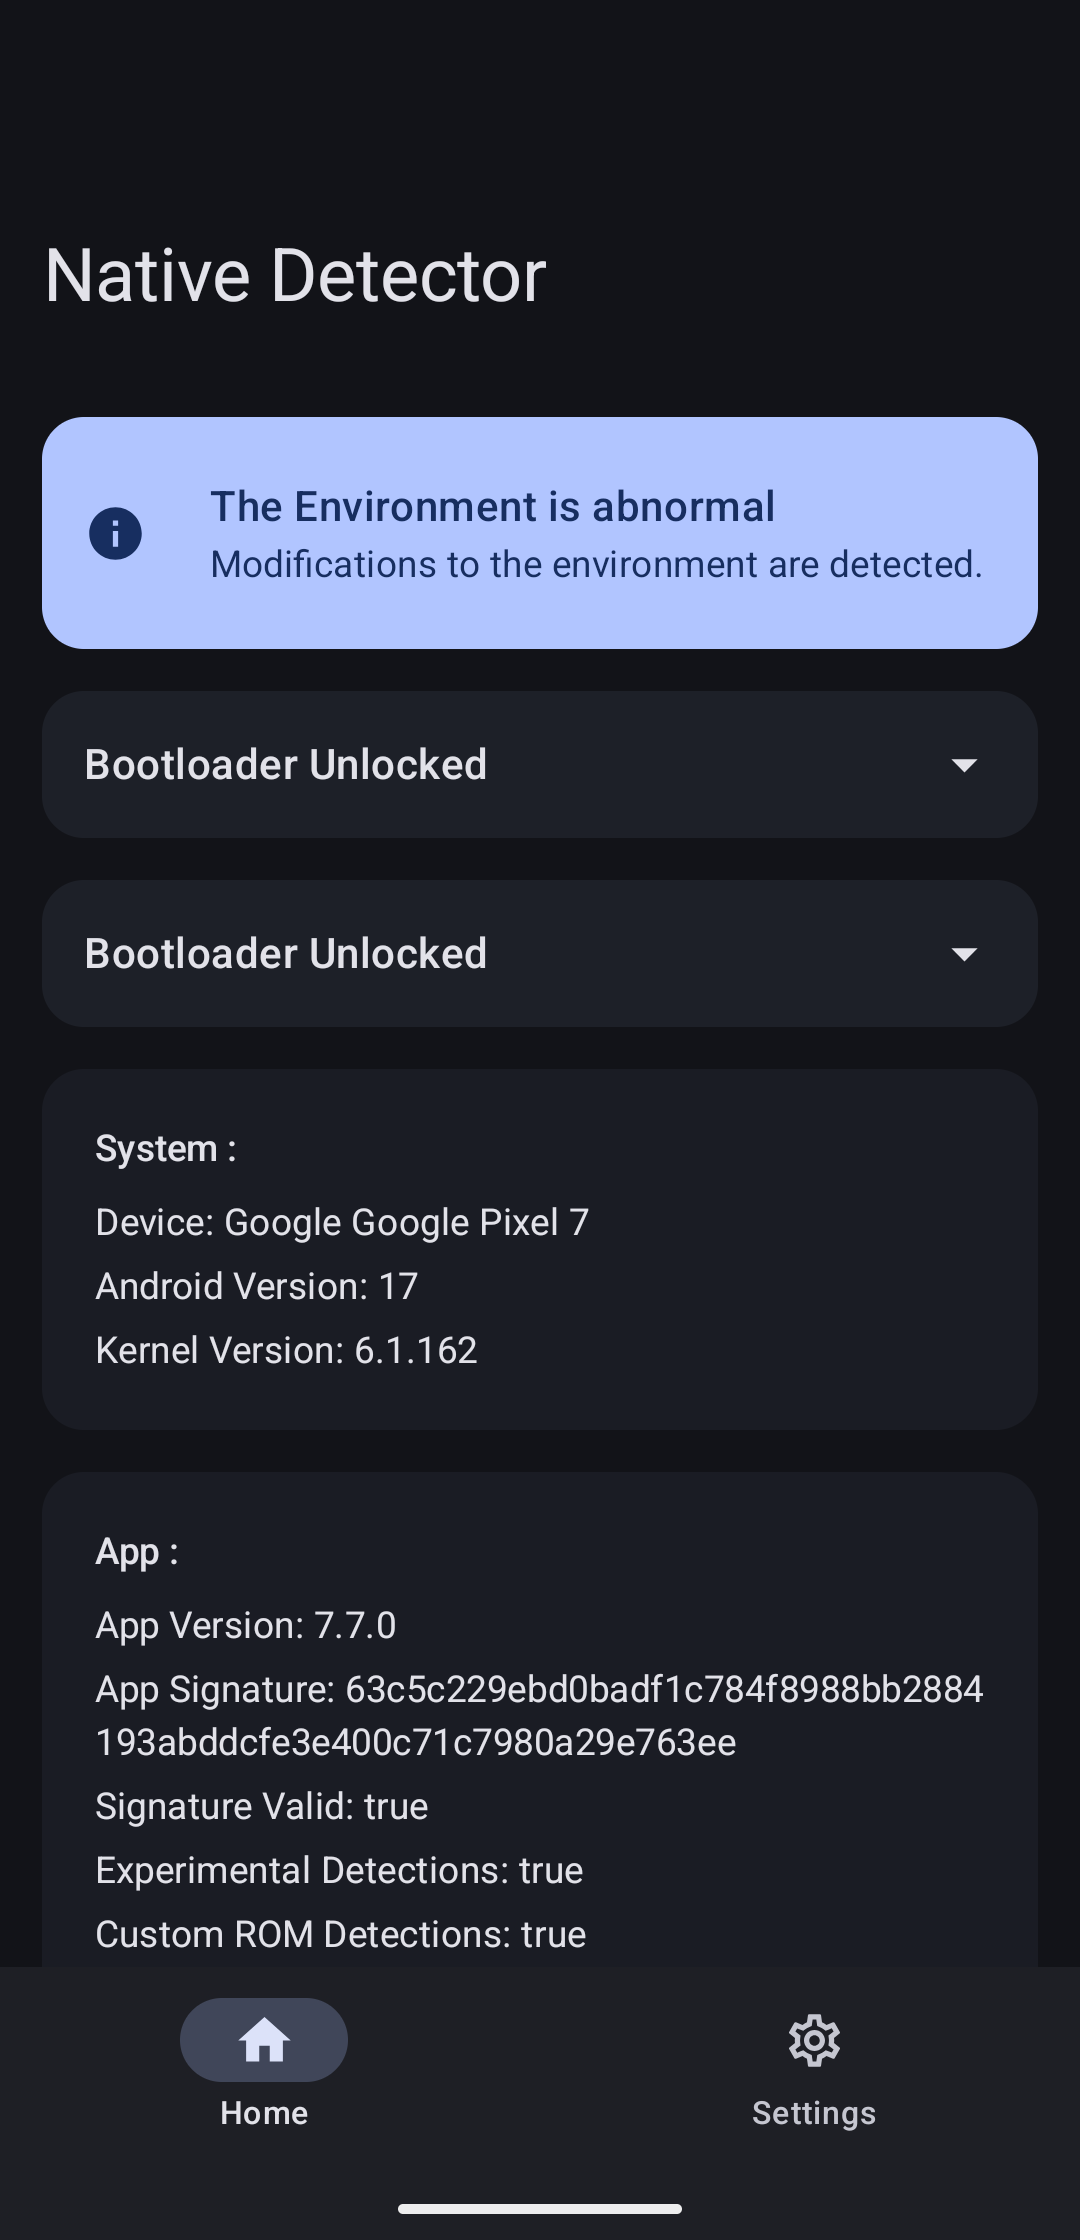 Native Detector
The Environment is abnormal
Modifications to the environment are detected.
Bootloader Unlocked
Bootloader Unlocked
System :
Device: Google Google Pixel 7
Android Version: 17
Kernel Version: 6.1.162
App :
App Version: 7.7.0
App Signature: 63c5c229ebd0badf1c784f8988bb2884
193abddcfe3e400c71c7980a29e763ee
Signature Valid: true
Experimental Detections: true
Custom ROM Detections: true
Home
Settings